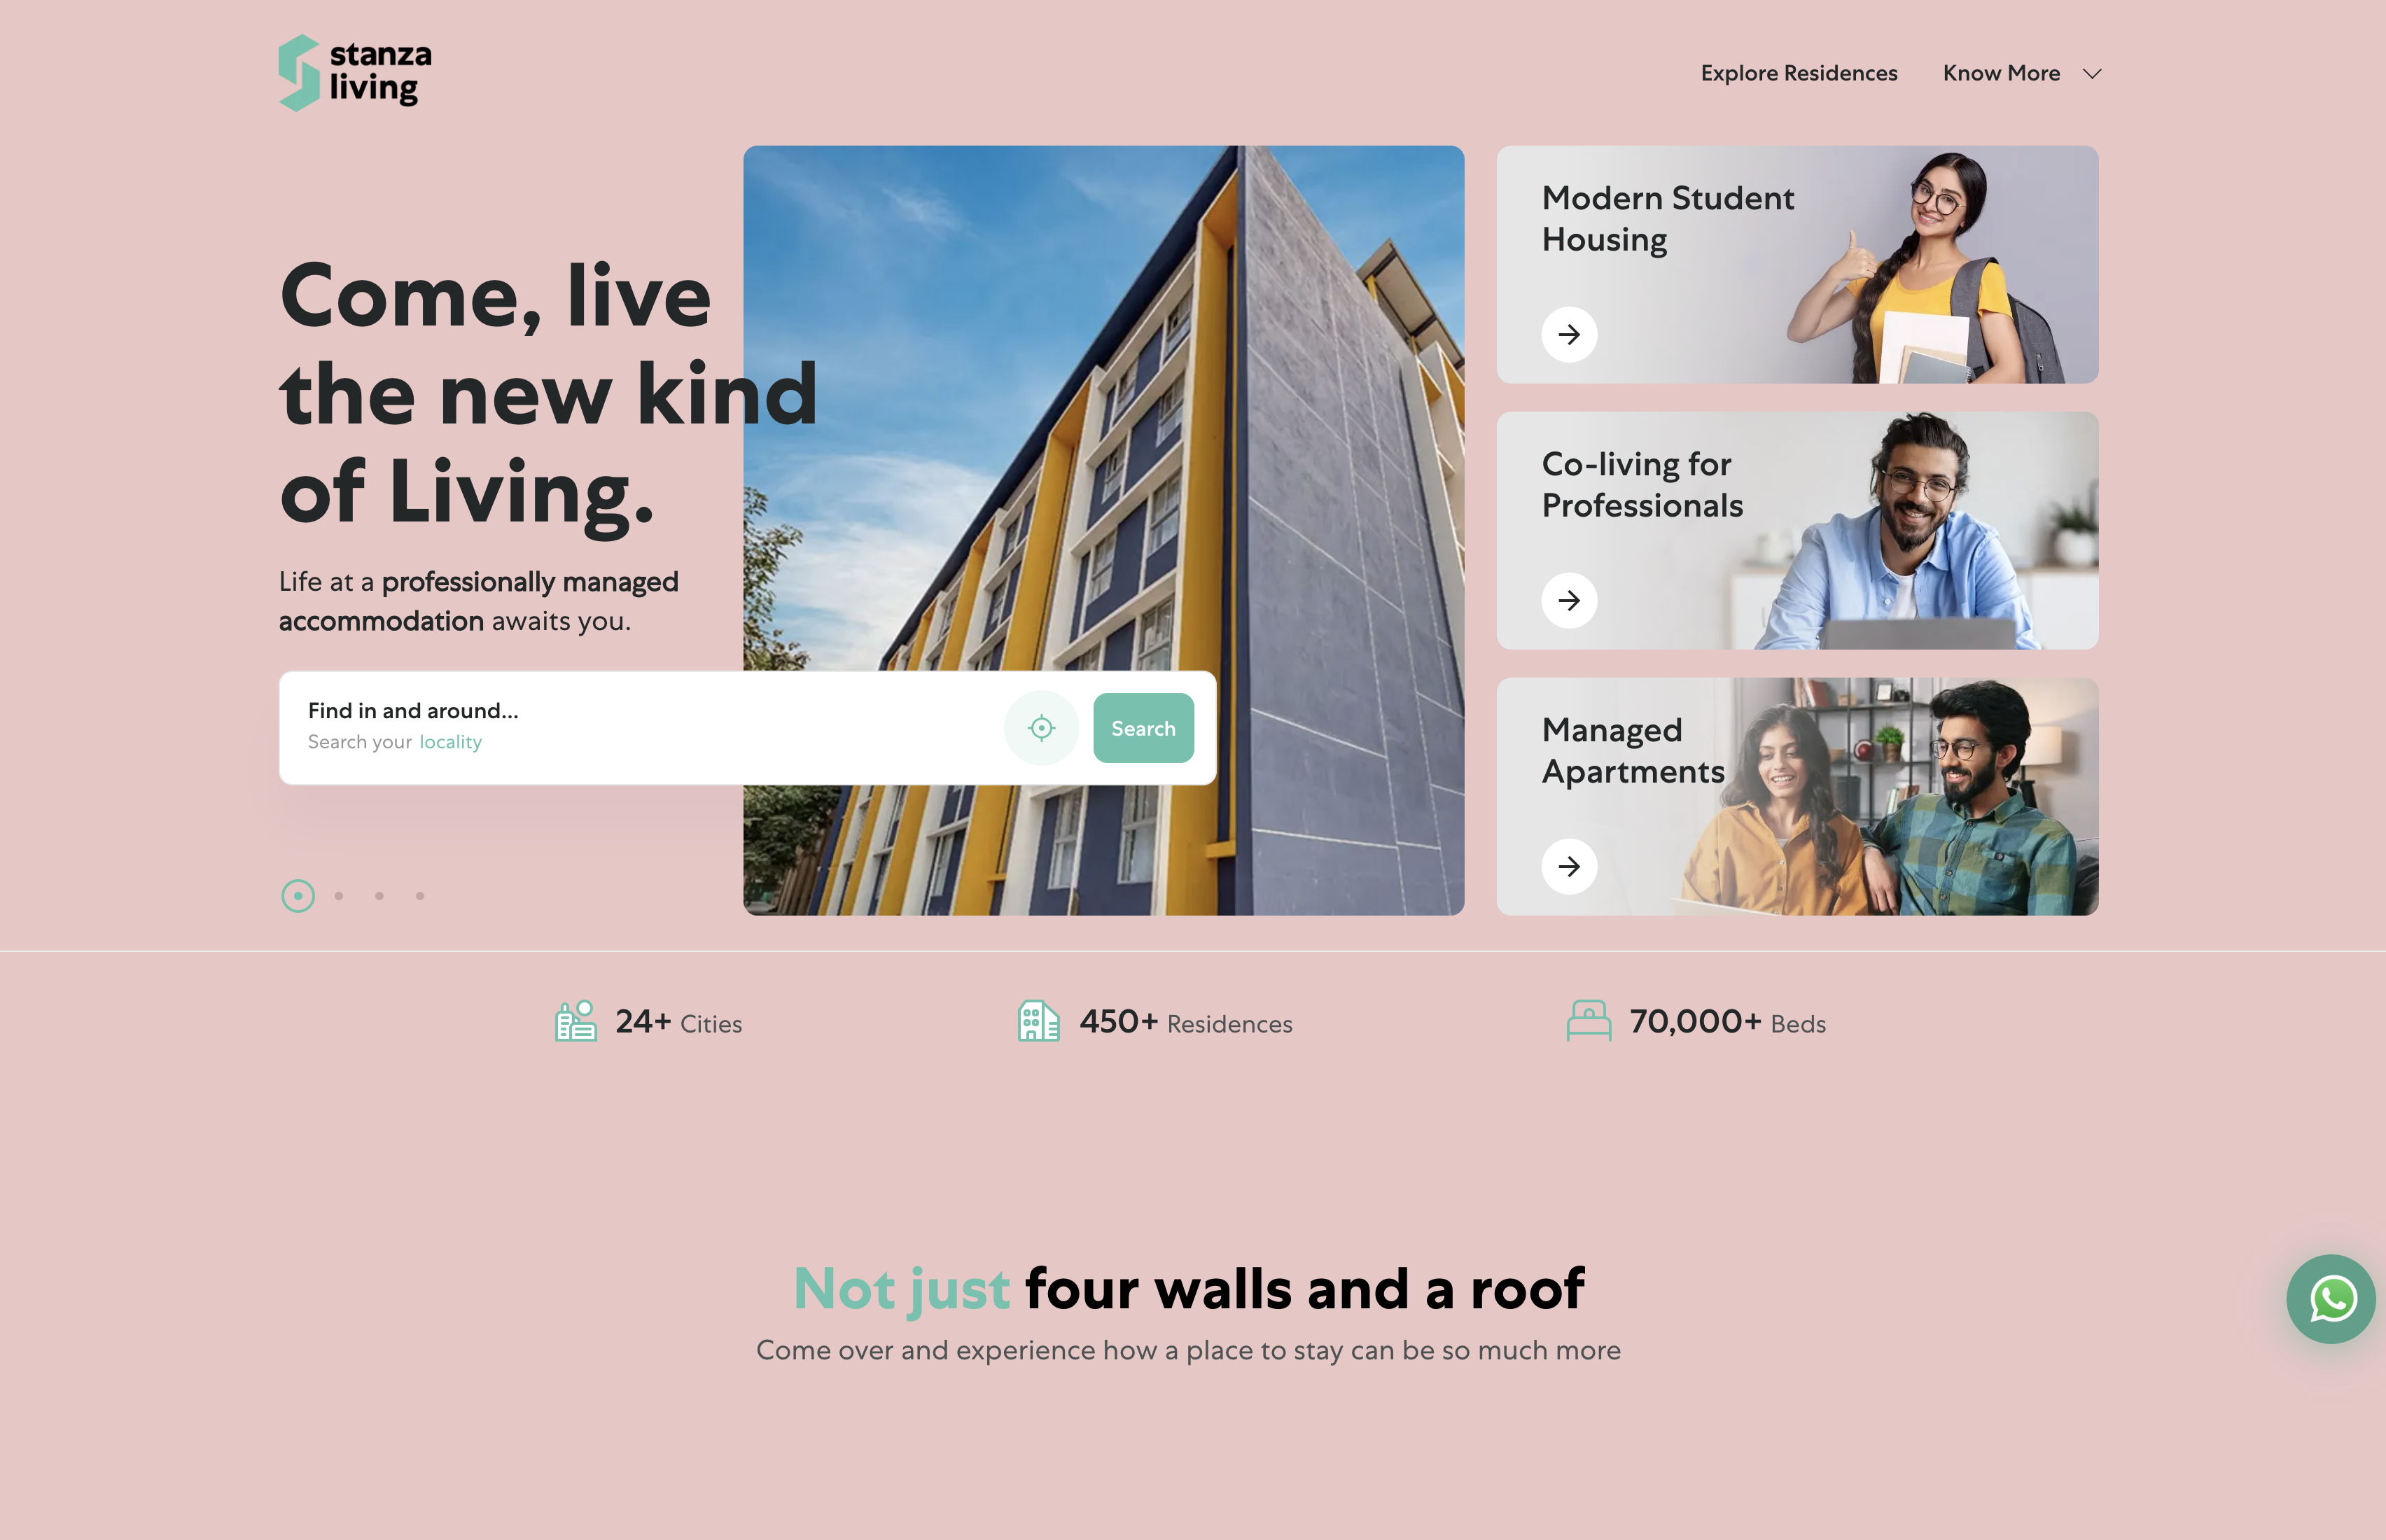 stanza
living
Explore Residences
Know More
Come, live
the new kind
of Living.
Life at a professionally managed
accommodation awaits you.
Find in and around...
Search your locality
Search
Modern Student
Housing
Co-living for
Professionals
Managed
Apartments
24+ Cities
450+ Residences
70,000+ Beds
Not just four walls and a roof
Come over and experience how a place to stay can be so much more